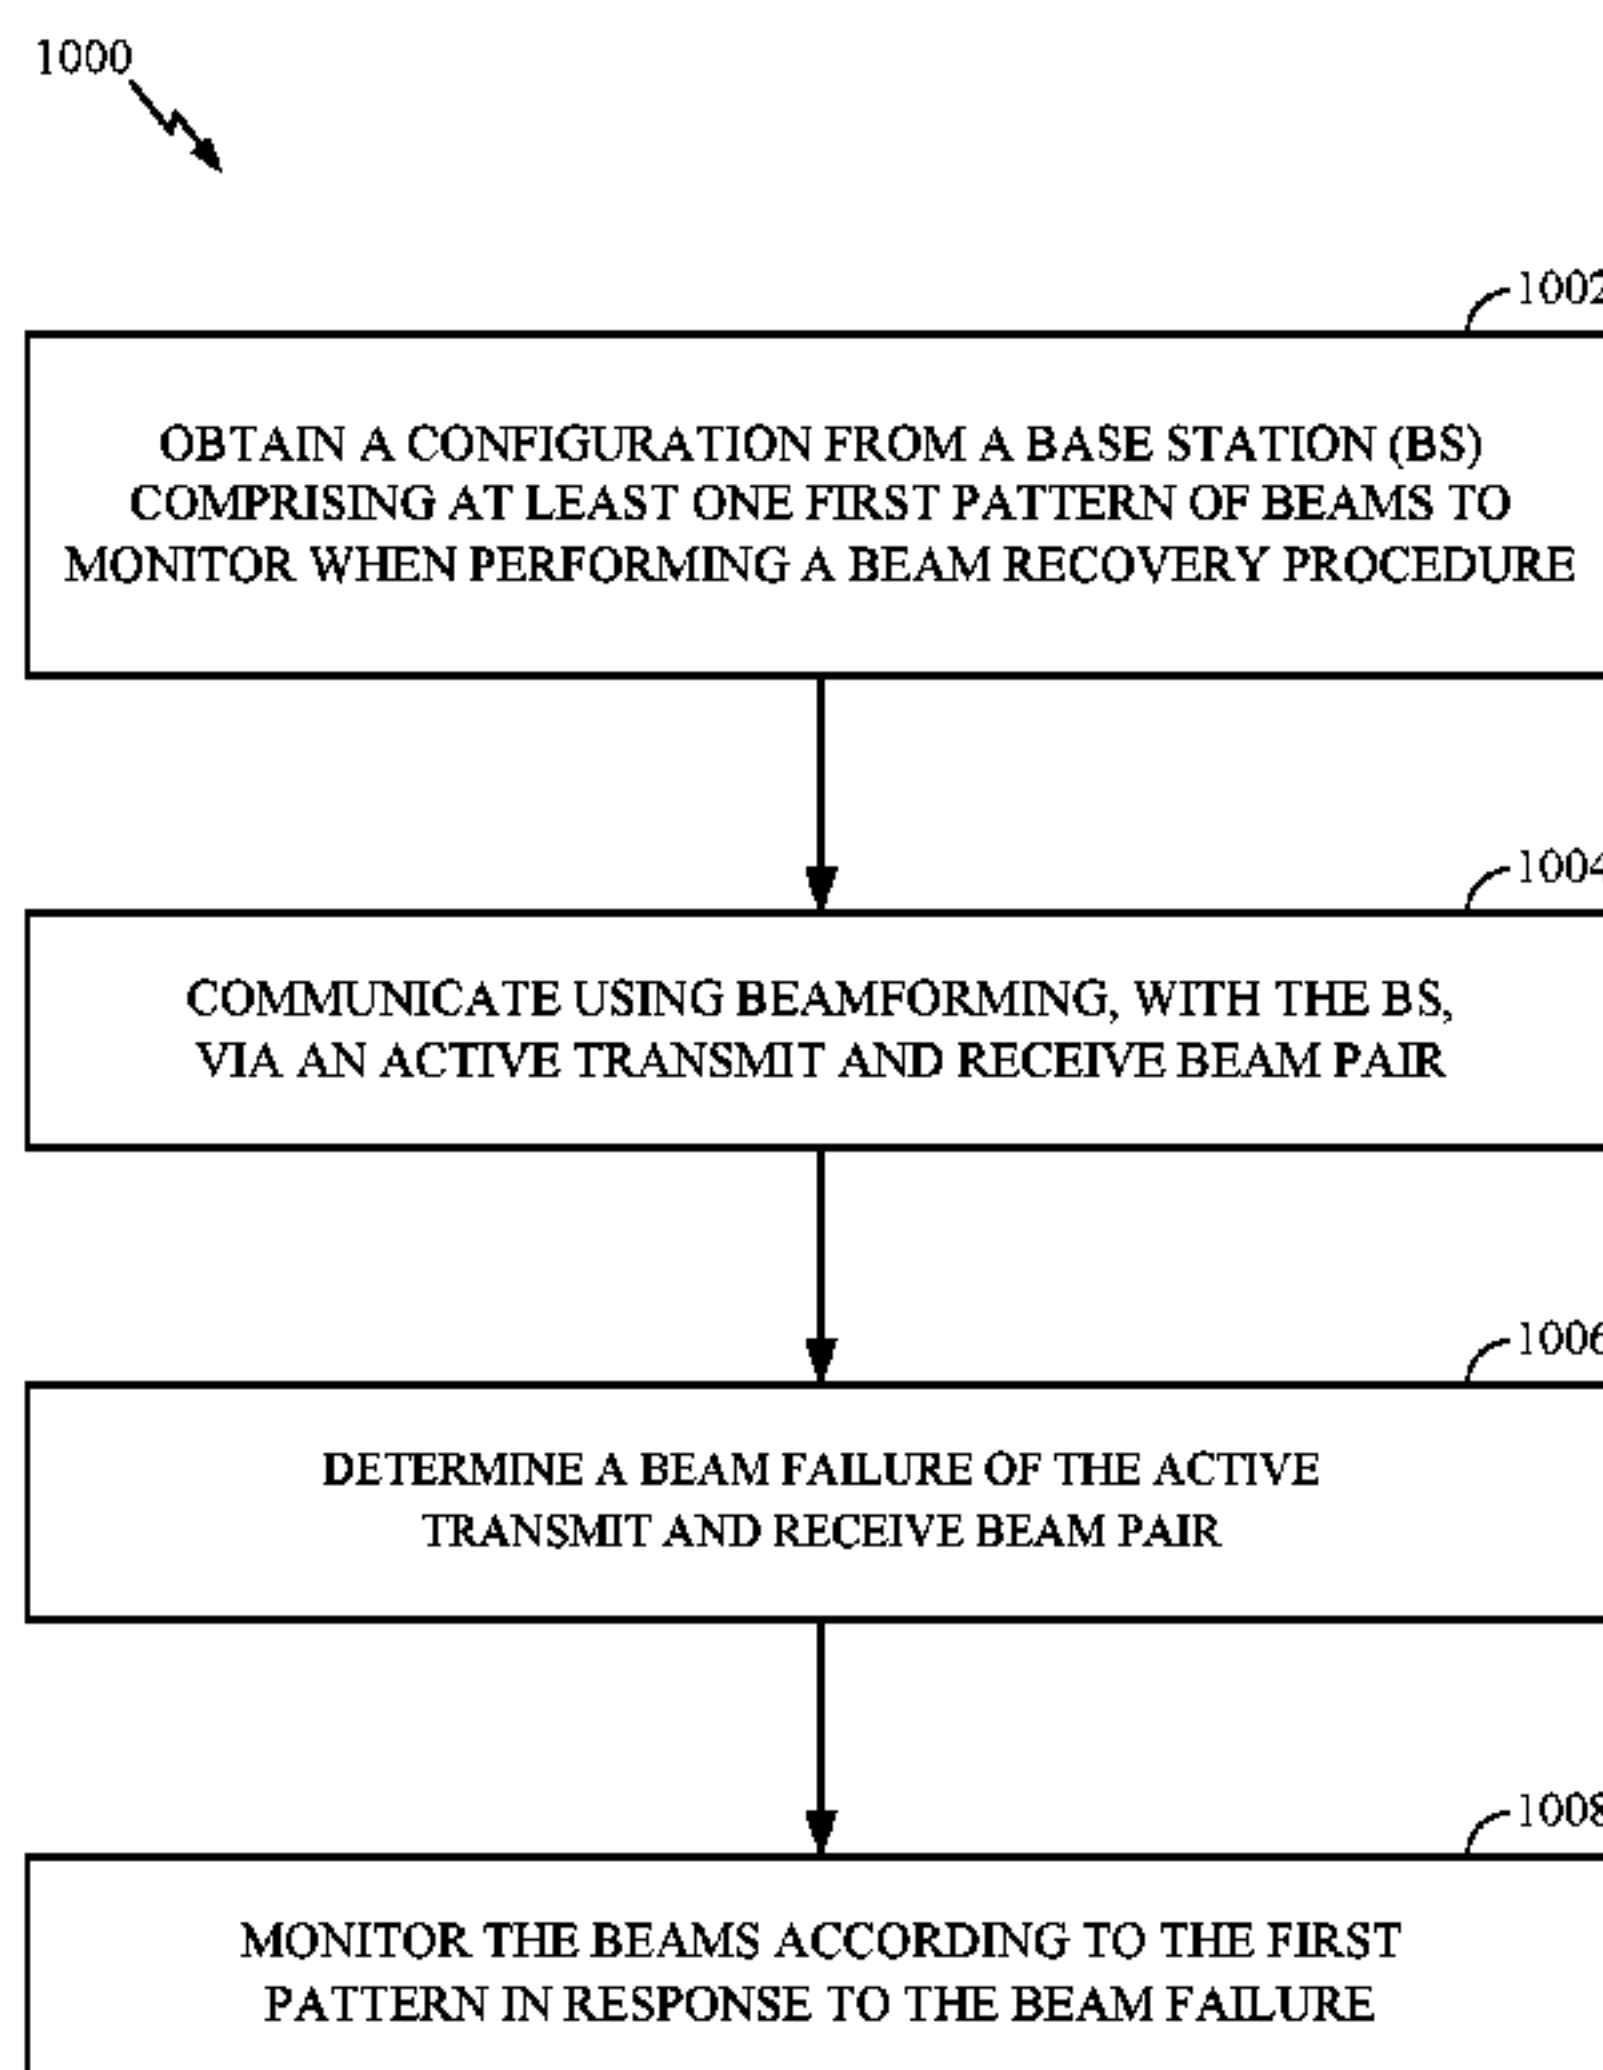 1000
1002
OBTAIN A CONFIGURATION FROM A BASE STATION (BS)
COMPRISING AT LEAST ONE FIRST PATTERN OF BEAMS TO
MONITOR WHEN PERFORMING A BEAM RECOVERY PROCEDURE
1004
COMMUNICATE USING BEAMFORMING, WITH THE BS,
VIA AN ACTIVE TRANSMIT AND RECEIVE BEAM PAIR
1006
DETERMINE A BEAM FAILURE OF THE ACTIVE
TRANSMIT AND RECEIVE BEAM PAIR
1008
MONITOR THE BEAMS ACCORDING TO THE FIRST
PATTERN IN RESPONSE TO THE BEAM FAILURE